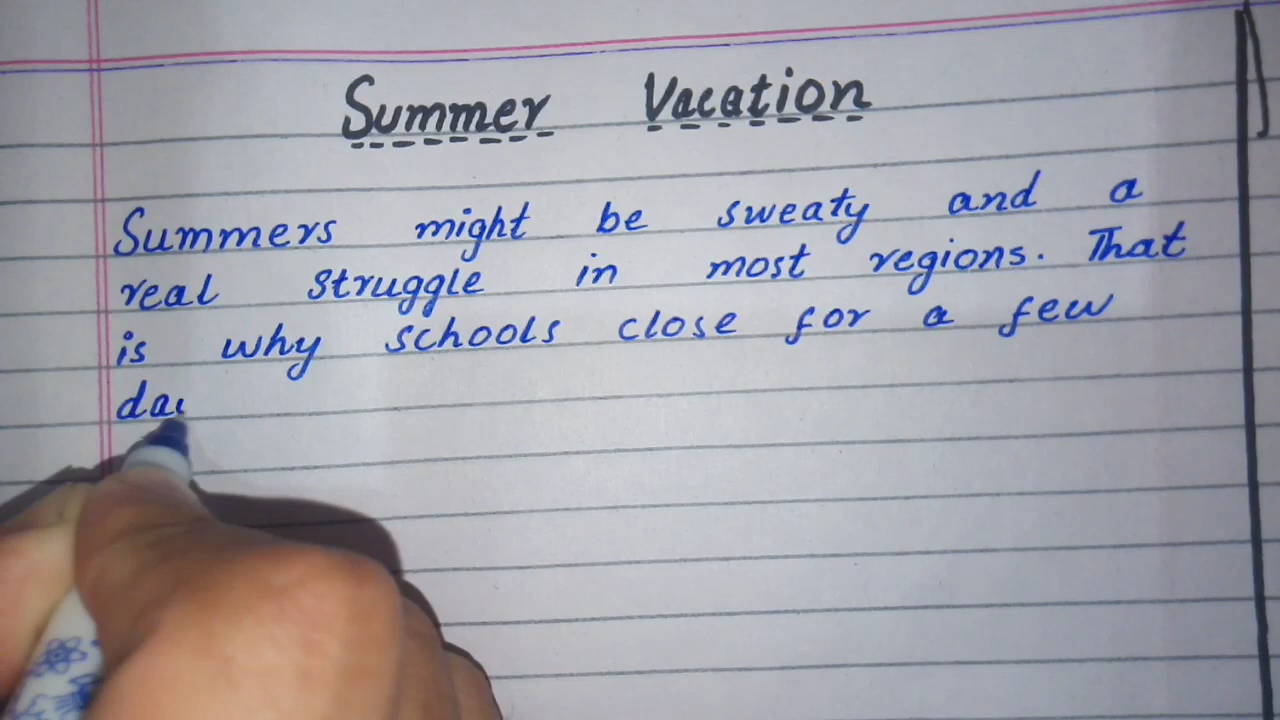 Summer Vacation
Summers might be sweaty and a
real struggle in most regions. That
is why schools close for a few